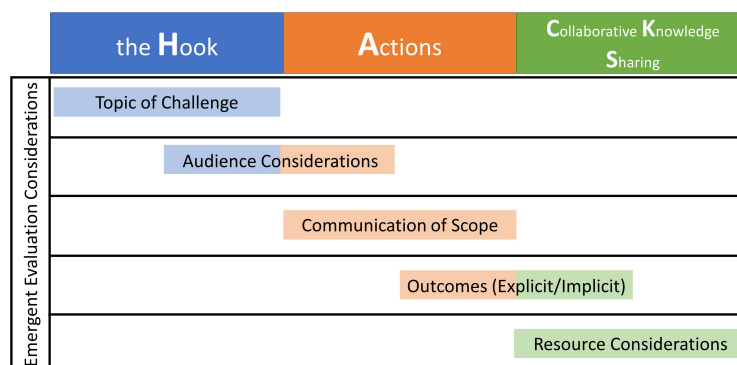 the Hook
Actions
Collaborative Knowledge
Sharing
Emergent Evaluation Considerations
Topic of Challenge
Audience Considerations
Communication of Scope
Outcomes (Explicit/Implicit)
Resource Considerations